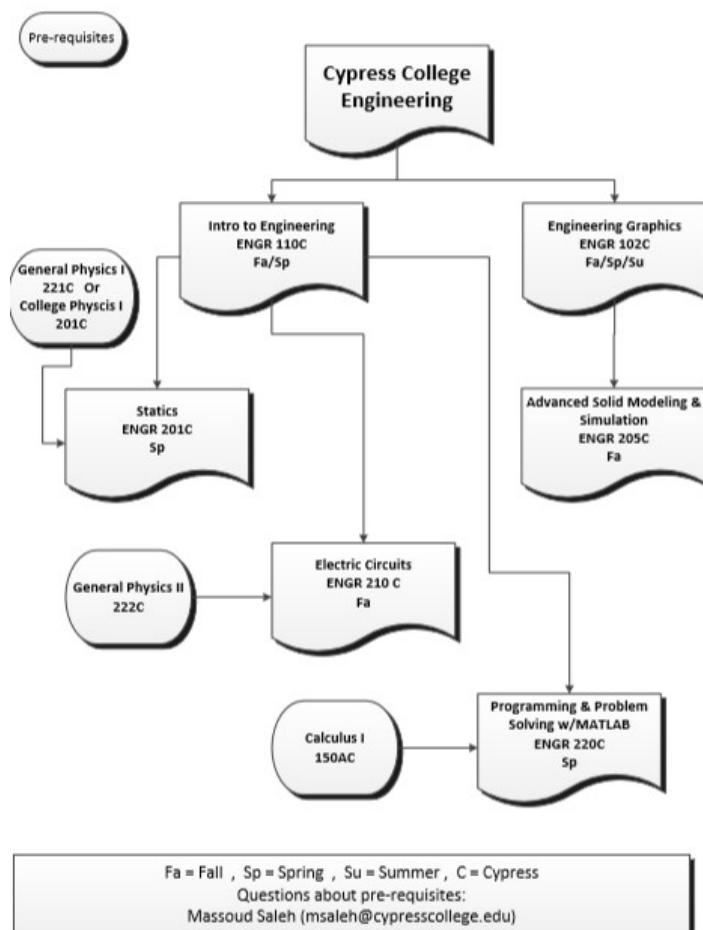 Pre-requisites
Cypress College
Engineering
Intro to Engineering
ENGR 110C
Fa/Sp
Engineering Graphics
ENGR 102C
Fa/Sp/Su
General Physics I
221C Or
College Physcis I
201C
Statics
ENGR 201C
Sp
Advanced Solid Modeling &
Simulation
ENGR 205C
Fa
General Physics II
222C
Electric Circuits
ENGR 210 C
Fa
Calculus I
150AC
Programming & Problem
Solving w/MATLAB
ENGR 220C
Sp
Fa = Fall , Sp = Spring , Su = Summer , C = Cypress
Questions about pre-requisites:
Massoud Saleh (msaleh@cypresscollege.edu)